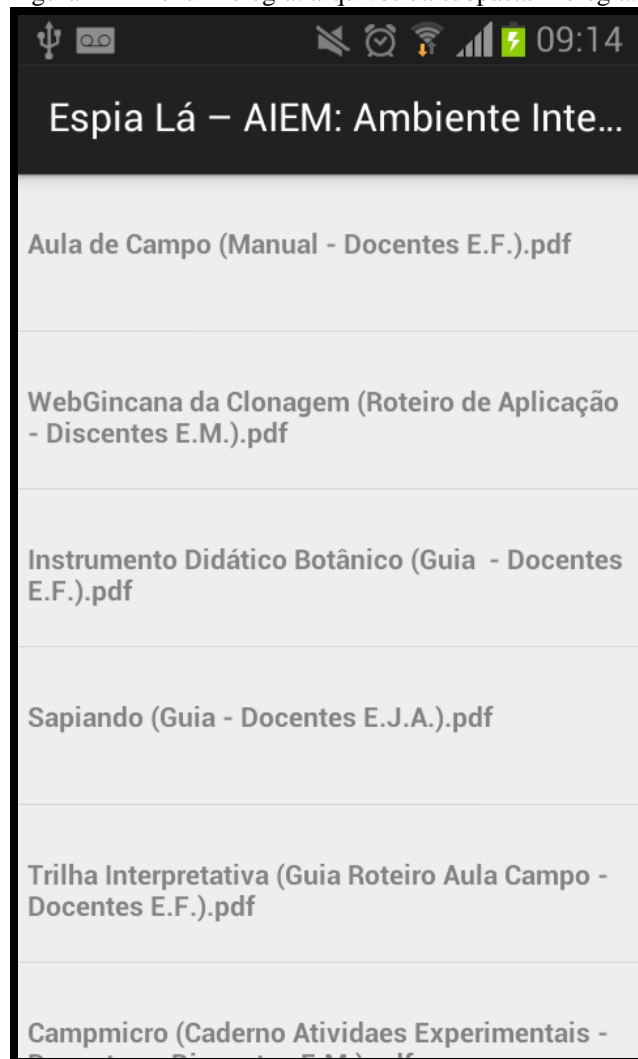 09:14
Espia Lá – AIEM: Ambiente Inte...
Aula de Campo (Manual - Docentes E.F.).pdf
WebGincana da Clonagem (Roteiro de Aplicação
- Discentes E.M.).pdf
Instrumento Didático Botânico (Guia - Docentes
E.F.).pdf
Sapiando (Guia - Docentes E.J.A.).pdf
Trilha Interpretativa (Guia Roteiro Aula Campo -
Docentes E.F.).pdf
Campmicro (Caderno Ativídaes Experimentais -